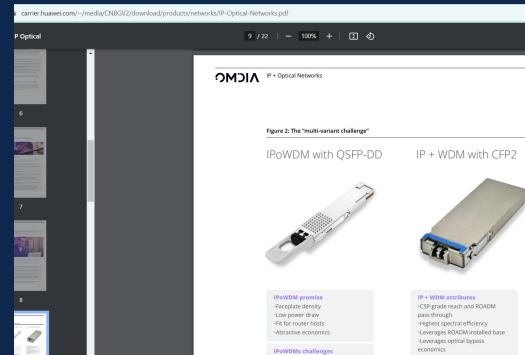 carrier.huawei.com/~/media/CNBGV2/download/products/networks/IP-Optical-Networks.pdf
P Optical
9 / 22
100%
6
7
8
OMDIA
IP + Optical Networks
Figure 2: The "multi-variant challenge"
IPoWDM with QSFP-DD
IP + WDM with CFP2
IPoWDM promise
·Faceplate density
·Low power draw
·Fit for router hosts
·Attractive economics
IPoWDMs challenges
IP + WDM attributes
·CSP-grade reach and ROADM
pass through
·Highest spectral efficiency
·Leverages ROADM installed base
·Leverages optical bypass
economics